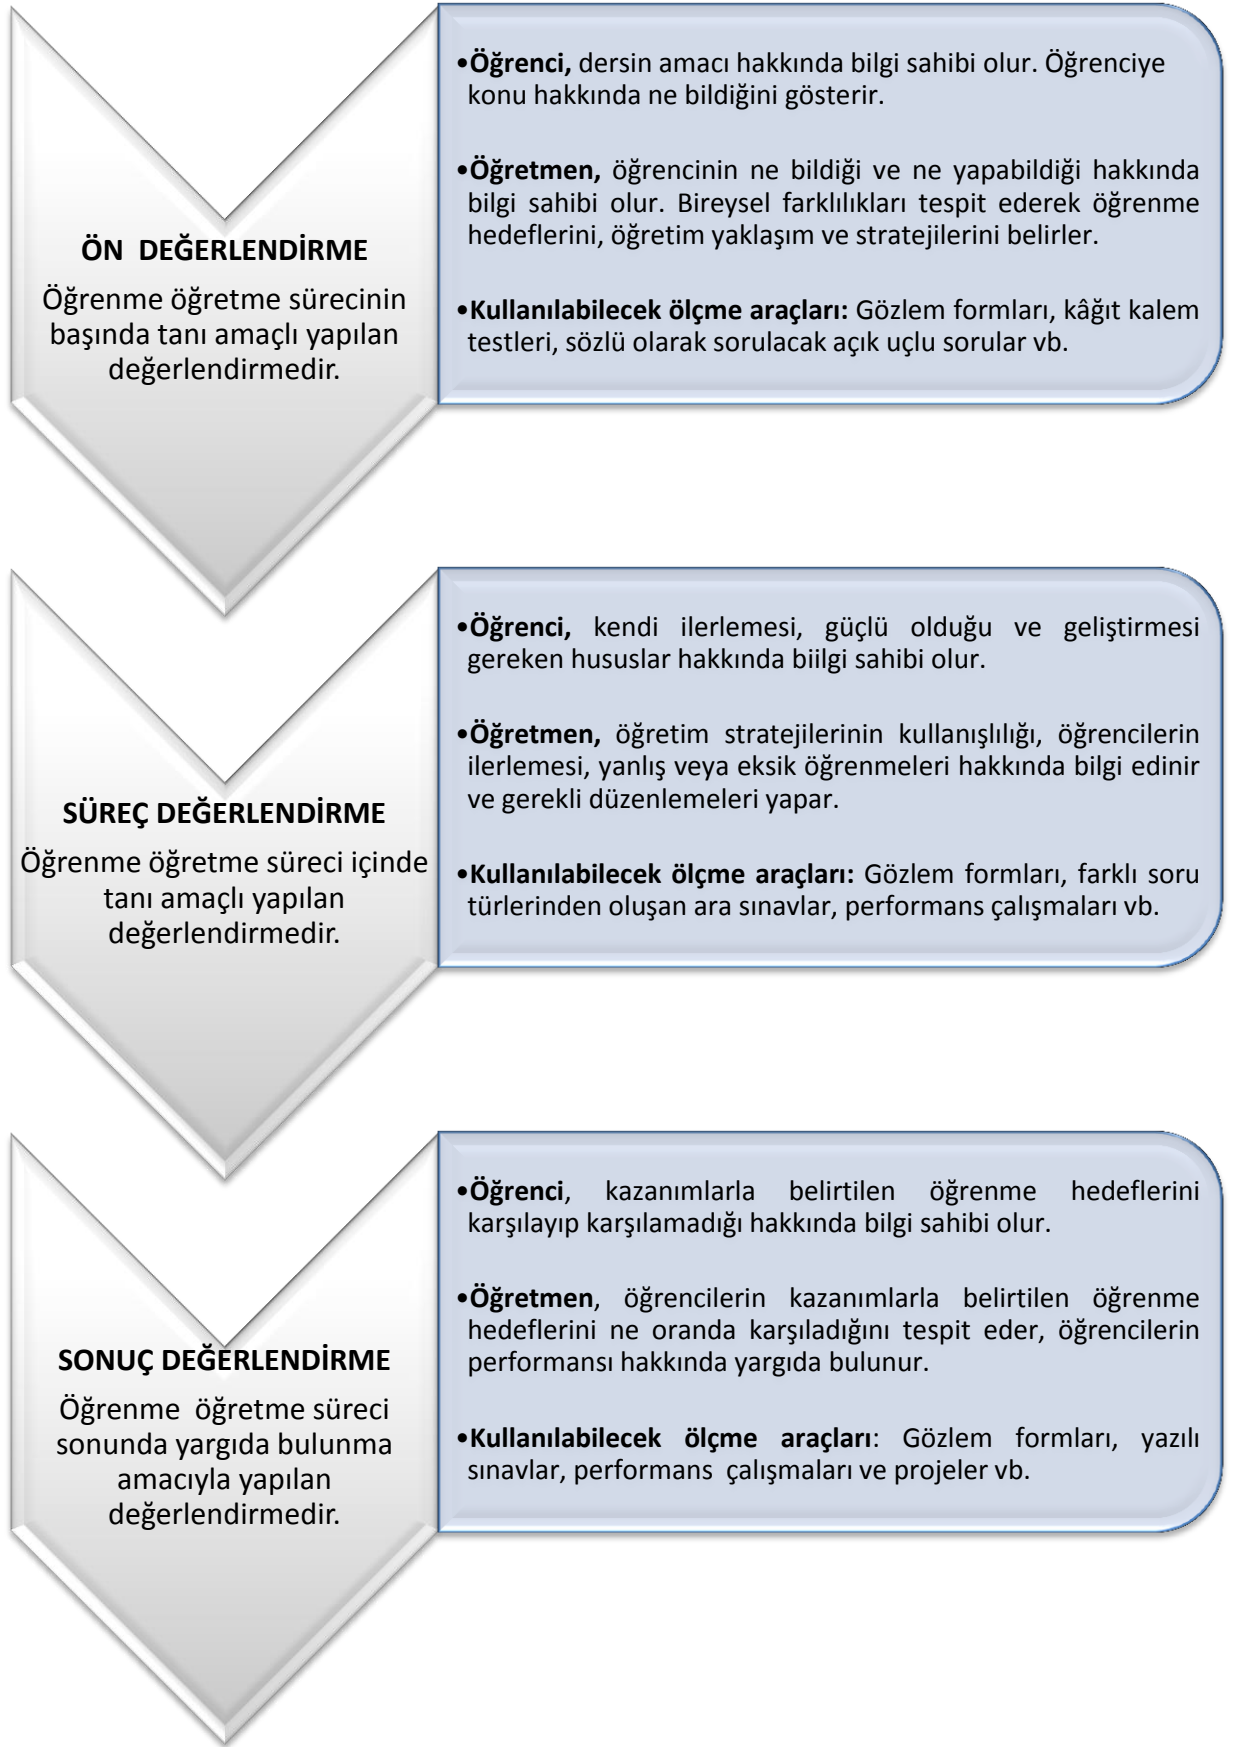 ÖN DEĞERLENDİRME
Öğrenme öğretme sürecinin
başında tanı amaçlı yapılan
değerlendirmedir.
•Öğrenci, dersin amacı hakkında bilgi sahibi olur. Öğrenciye
konu hakkında ne bildiğini gösterir.
•Öğretmen, öğrencinin ne bildiği ve ne yapabildiği hakkında
bilgi sahibi olur. Bireysel farklılıkları tespit ederek öğrenme
hedeflerini, öğretim yaklaşım ve stratejilerini belirler.
•Kullanılabilecek ölçme araçları: Gözlem formları, kâğıt kalem
testleri, sözlü olarak sorulacak açık uçlu sorular vb.
SÜREÇ DEĞERLENDİRME
Öğrenme öğretme süreci içinde
tanı amaçlı yapılan
değerlendirmedir.
•Öğrenci, kendi ilerlemesi, güçlü olduğu ve geliştirmesi
gereken hususlar hakkında biilgi sahibi olur.
•Öğretmen, öğretim stratejilerinin kullanışlılığı, öğrencilerin
ilerlemesi, yanlış veya eksik öğrenmeleri hakkında bilgi edinir
ve gerekli düzenlemeleri yapar.
•Kullanılabilecek ölçme araçları: Gözlem formları, farklı soru
türlerinden oluşan ara sınavlar, performans çalışmaları vb.
SONUÇ DEĞERLENDİRME
Öğrenme öğretme süreci
sonunda yargıda bulunma
amacıyla yapılan
değerlendirmedir.
•Öğrenci, kazanımlarla belirtilen öğrenme hedeflerini
karşılayıp karşılamadığı hakkında bilgi sahibi olur.
•Öğretmen, öğrencilerin kazanımlarla belirtilen öğrenme
hedeflerini ne oranda karşıladığını tespit eder, öğrencilerin
performansı hakkında yargıda bulunur.
•Kullanılabilecek ölçme araçları: Gözlem formları, yazılı
sınavlar, performans çalışmaları ve projeler vb.